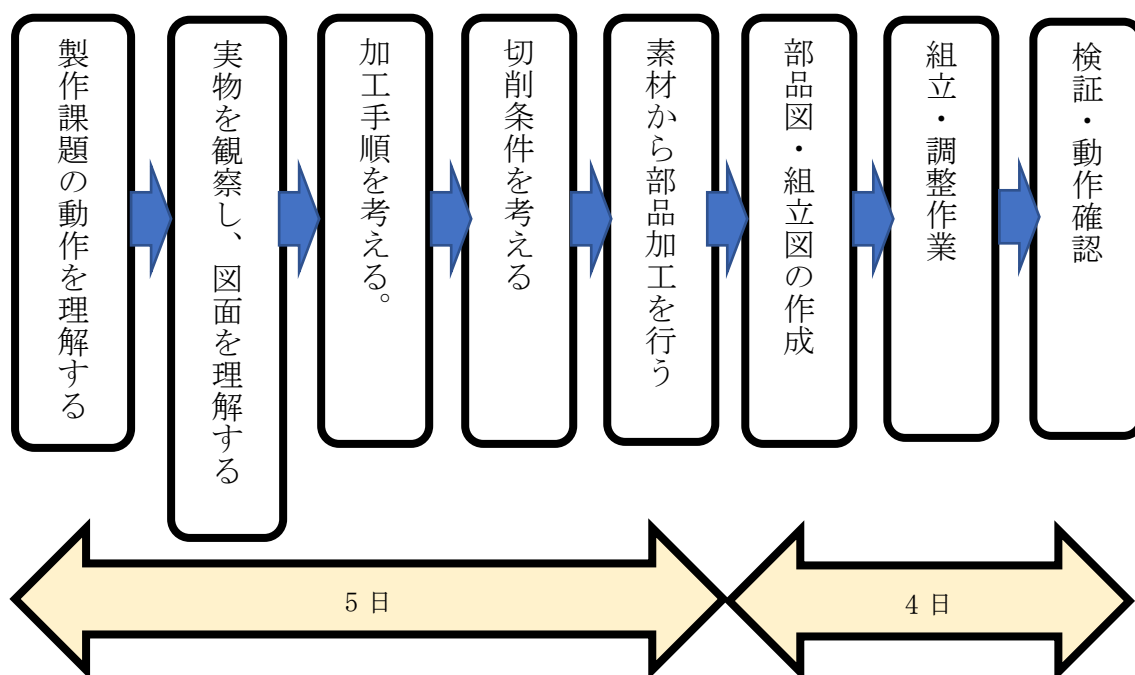 製作課題の動作を理解する
実物を観察し、図面を理解する
加工手順を考える。
切削条件を考える
素材から部品加工を行う
部品図・組立図の作成
組立・調整作業
検証・動作確認
5 日
4 日